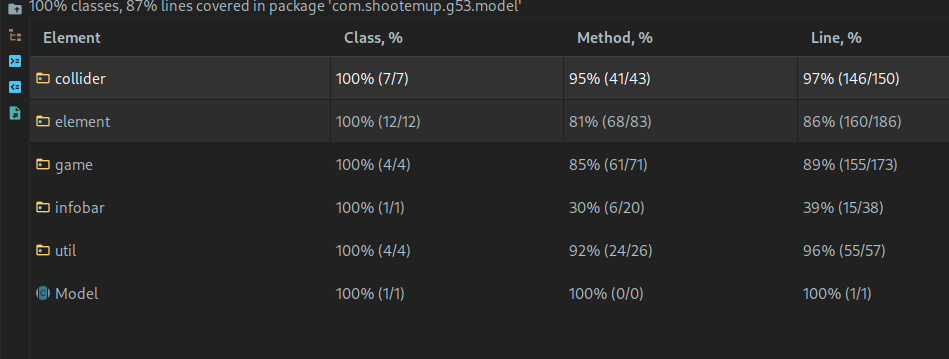 100% classes, 87% lines covered in package 'com.shootemup.g53.model'
Element Class, % Method, % Line, %
collider 100% (7/7) 95% (41/43) 97% (146/150)
element 100% (12/12) 81% (68/83) 86% (160/186)
game 100% (4/4) 85% (61/71) 89% (155/173)
infobar 100% (1/1) 30% (6/20) 39% (15/38)
util 100% (4/4) 92% (24/26) 96% (55/57)
Model 100% (1/1) 100% (0/0) 100% (1/1)